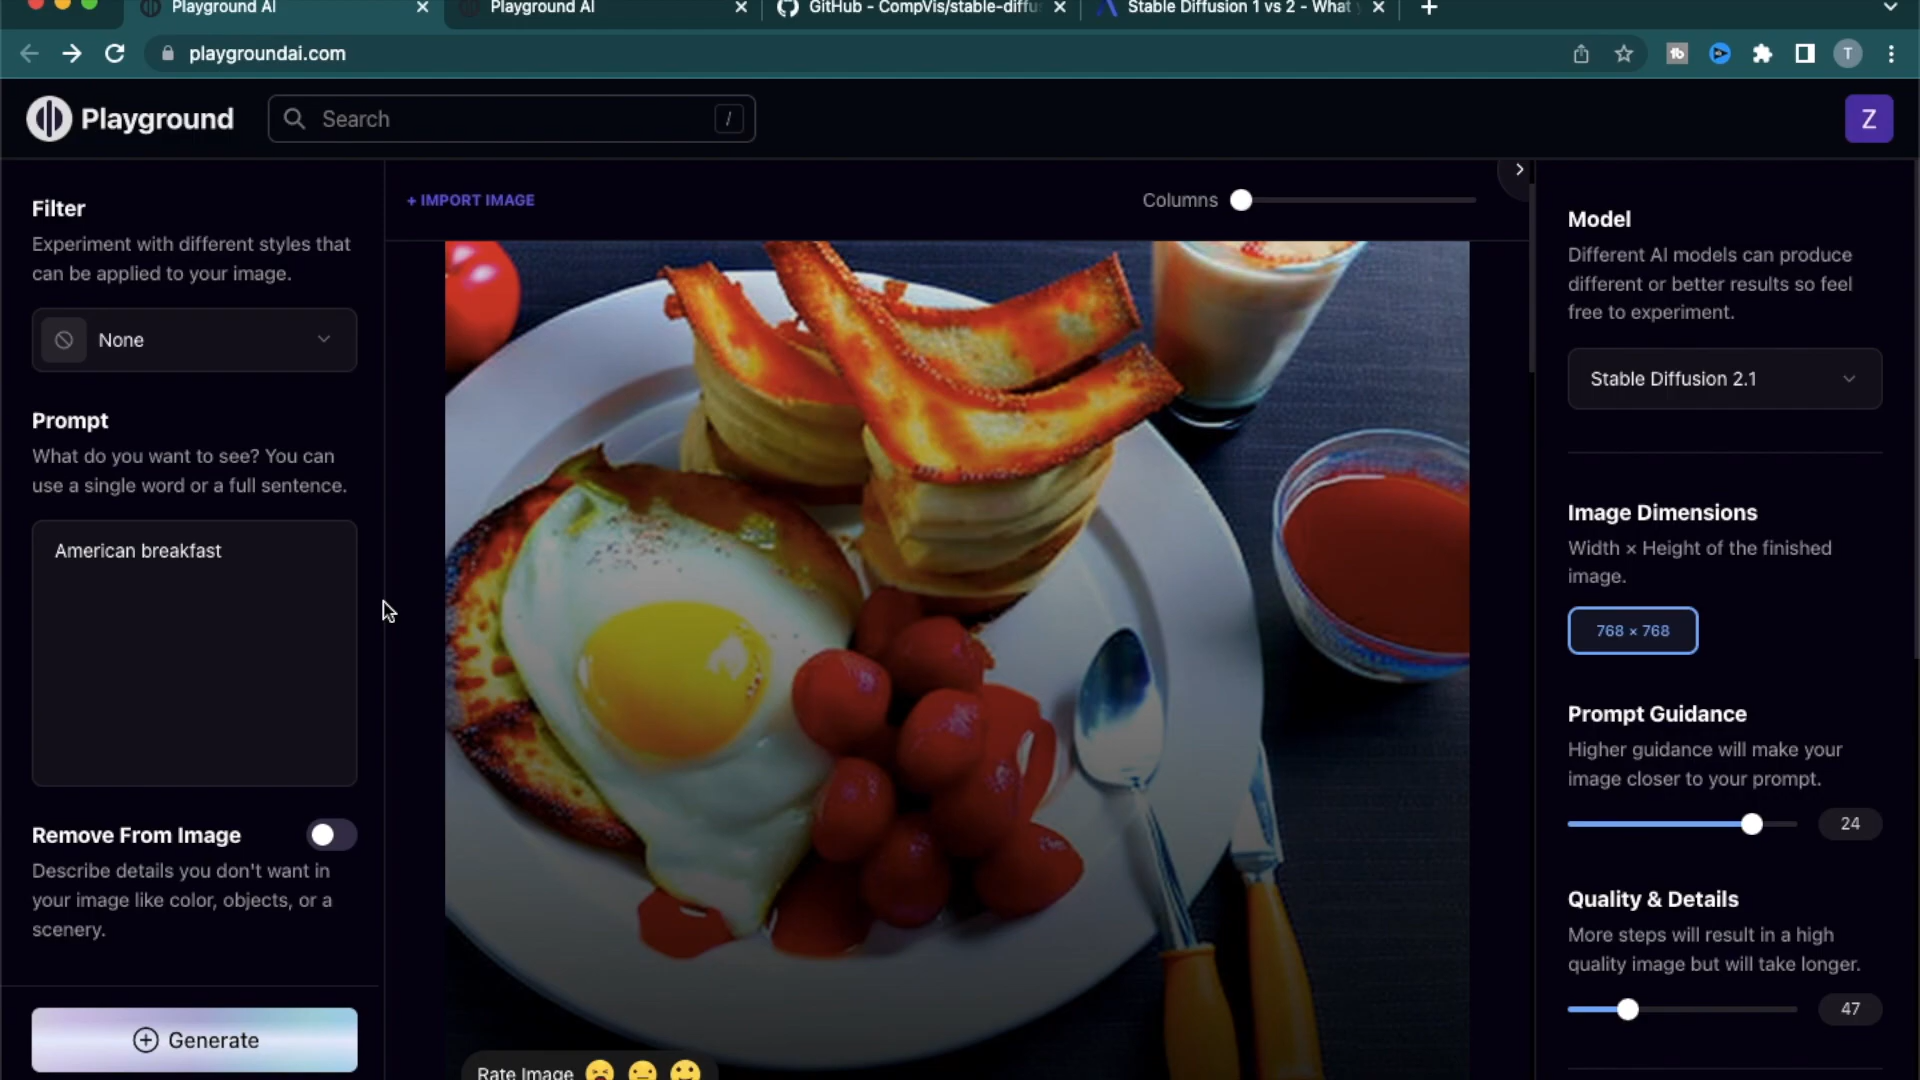 Playground AI
Playground AI
GitHub - CompVis/stable-diffu
Stable Diffusion 1 vs 2 - What
playgroundai.com
tb
T
Playground
Search
/
Z
Filter
Experiment with different styles that
can be applied to your image.
None
Prompt
What do you want to see? You can
use a single word or a full sentence.
American breakfast
Remove From Image
Describe details you don't want in
your image like color, objects, or a
scenery.
Generate
+ IMPORT IMAGE
Columns
Rate Image
Model
Different AI models can produce
different or better results so feel
free to experiment.
Stable Diffusion 2.1
Image Dimensions
Width × Height of the finished
image.
768 × 768
Prompt Guidance
Higher guidance will make your
image closer to your prompt.
24
Quality & Details
More steps will result in a high
quality image but will take longer.
47